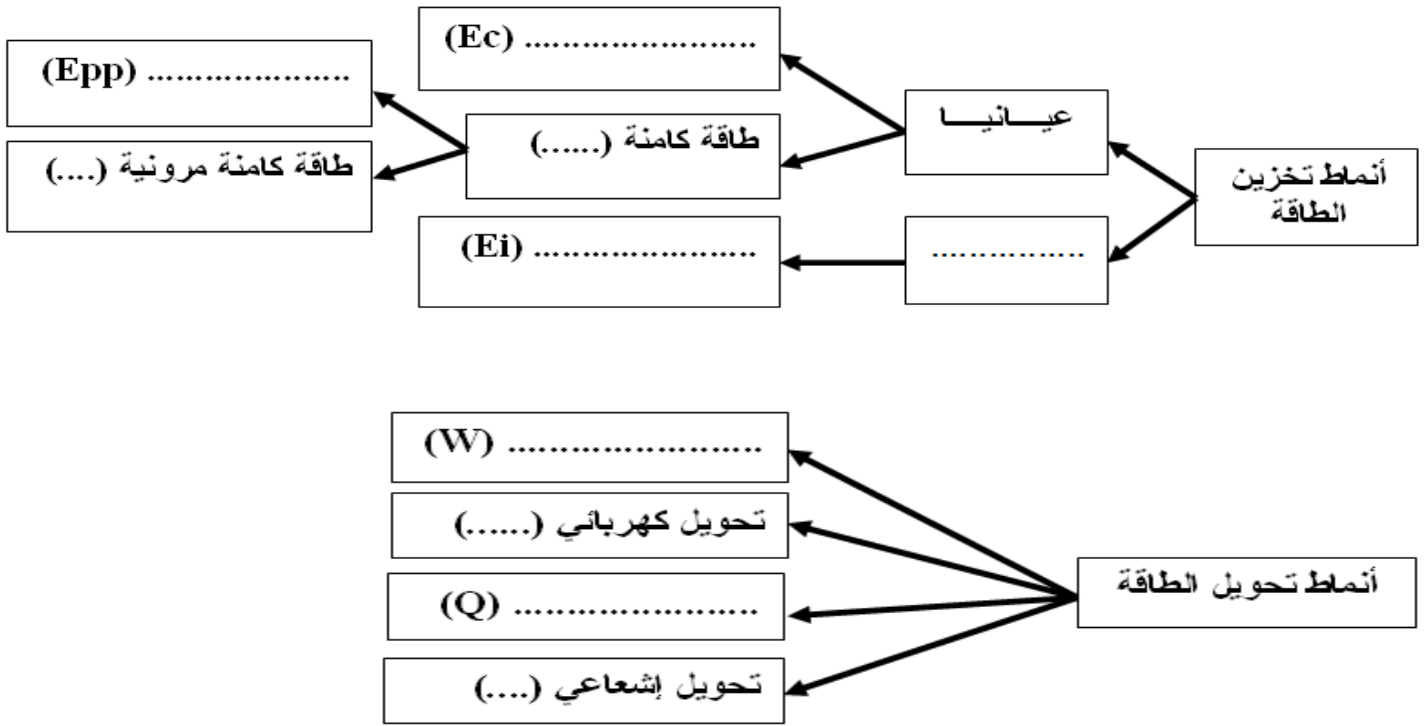 أنماط تخزين
الطاقة
عيـــانيـــا
(Ec) ........................
طاقة كامنة (......)
(Epp) .....................
طاقة كامنة مرونية (....)
................
(Ei) .......................
أنماط تحويل الطاقة
(W) ..........................
تحويل كهربائي (......)
(Q) .........................
تحويل إشعاعي (....)